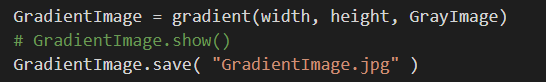 GradientImage = gradient(width, height, GrayImage)
# GradientImage.show()
GradientImage.save( "GradientImage.jpg" )